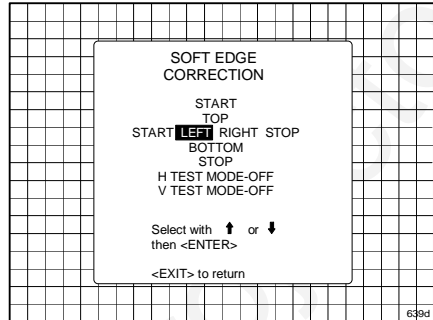 SOFT EDGE
CORRECTION
START
TOP
START LEFT RIGHT STOP
BOTTOM
STOP
H TEST MODE-OFF
V TEST MODE-OFF
Select with ⬆ or ⬇
then <ENTER>
<EXIT> to return
639d